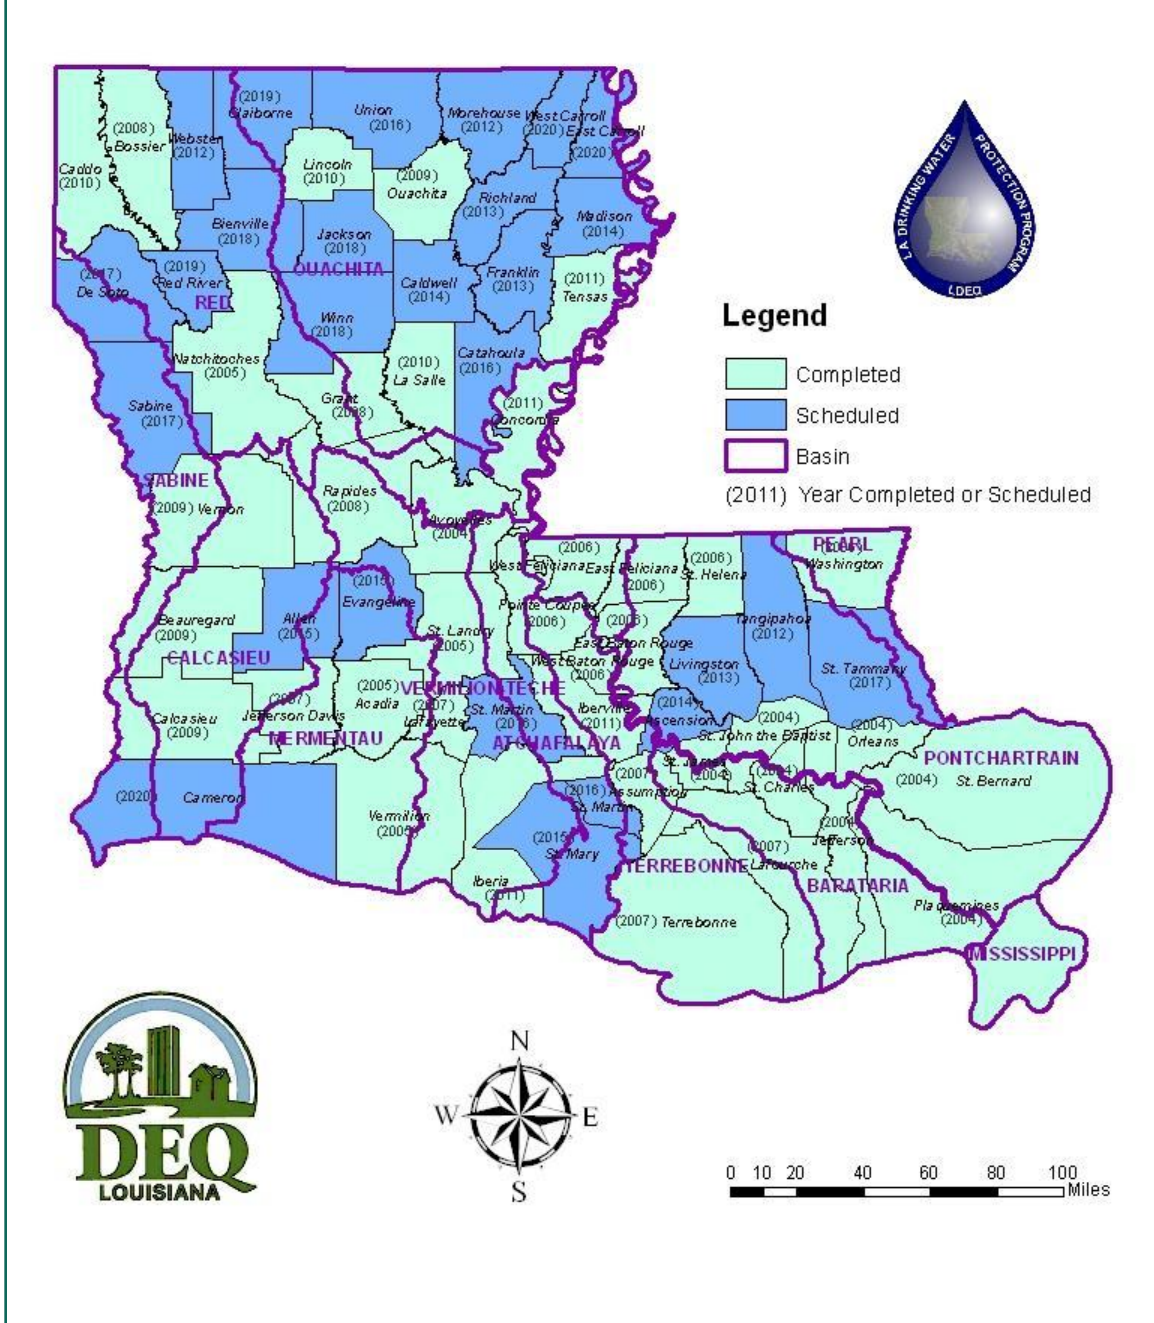 (2019)
Claiborne
Union
(2016)
Morehouse
(2012)
West Carroll
(2020)
East Carroll
(2020)
(2008)
Bossier
Webster
(2012)
Caddo
(2010)
Lincoln
(2010)
(2009)
Ouachita
Richland
(2013)
Madison
(2014)
Bienville
(2018)
Jackson
(2018)
OUACHITA
(2017)
De Soto
(2019)
Red River
RED
Caldwell
(2014)
Franklin
(2013)
(2011)
Tensas
Winn
(2018)
Natchitoches
(2005)
(2010)
La Salle
Catahoula
(2016)
Grant
(2008)
(2011)
Concordia
Sabine
(2017)
SABINE
(2009) Vernon
Rapides
(2008)
Avoyelles
(2004)
(2006)
West Feliciana
East Feliciana
(2006)
(2006)
St. Helena
PEARL
Washington
(2015)
Evangeline
Allen
(2015)
Beauregard
(2009)
CALCASIEU
St. Landry
(2005)
Pointe Coupee
(2006)
(2006)
East Baton Rouge
West Baton Rouge
(2006)
Tangipahoa
(2012)
Livingston
(2013)
St. Tammany
(2017)
Calcasieu
(2009)
(2007)
Jefferson Davis
MERMENTAU
(2005)
Acadia
VERMILION-TECHE
(2007)
Lafayette
St. Martin
(2016)
ATCHAFALAYA
Iberville
(2011)
(2014)
Ascension
(2004)
St. John the Baptist
(2004)
Orleans
PONTCHARTRAIN
(2004)
St. Bernard
St. James
(2004)
(2004)
St. Charles
(2007)
Assumption
(2020)
Cameron
Vermilion
(2005)
(2016)
St. Martin
(2015)
St. Mary
(2004)
Jefferson
(2007)
Lafourche
TERREBONNE
BARATARIA
Iberia
(2011)
(2007) Terrebonne
Plaquemines
(2004)
MISSISSIPPI
LA DRINKING WATER
PROTECTION PROGRAM
LDEQ
Legend
Completed
Scheduled
Basin
(2011) Year Completed or Scheduled
DEQ
LOUISIANA
N
W
E
S
0 10 20 40 60 80 100
Miles